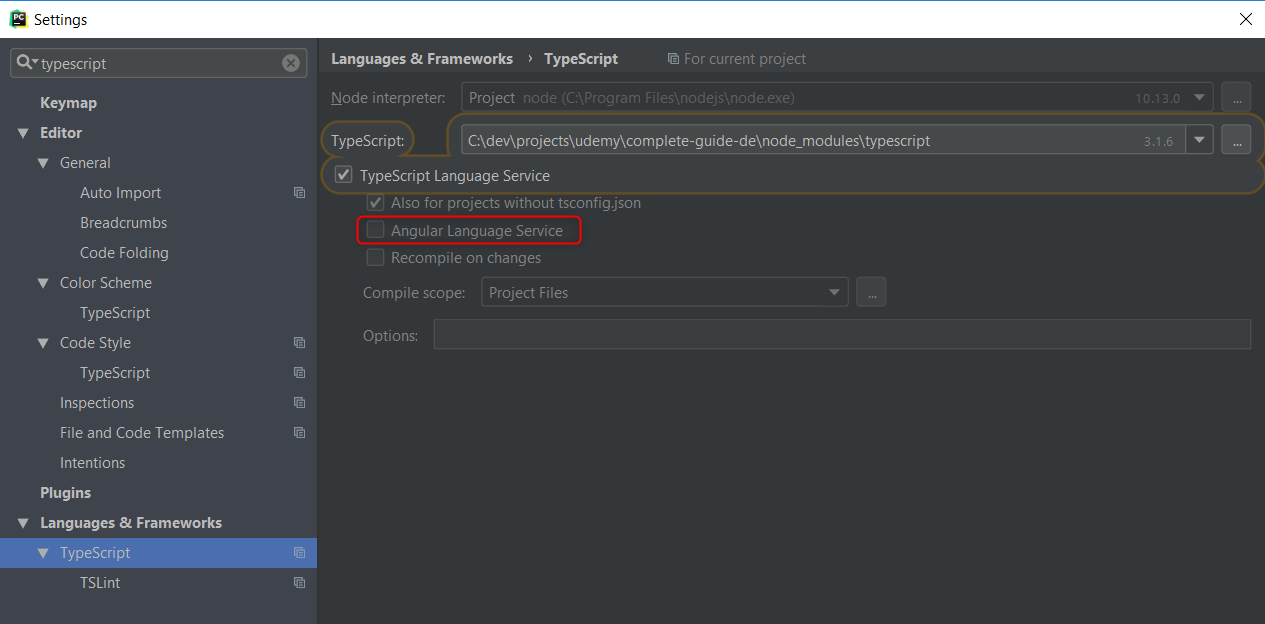 PC Settings
typescript
Languages & Frameworks › TypeScript For current project
Keymap
Node interpreter: Project node (C:\Program Files\nodejs\node.exe) 10.13.0 ...
Editor
TypeScript: C:\dev\projects\udemy\complete-guide-de\node_modules\typescript 3.1.6 ...
General
TypeScript Language Service
Auto Import
Also for projects without tsconfig.json
Breadcrumbs
Angular Language Service
Code Folding
Recompile on changes
Color Scheme
Compile scope: Project Files ...
TypeScript
Options:
Code Style
TypeScript
Inspections
File and Code Templates
Intentions
Plugins
Languages & Frameworks
TypeScript
TSLint